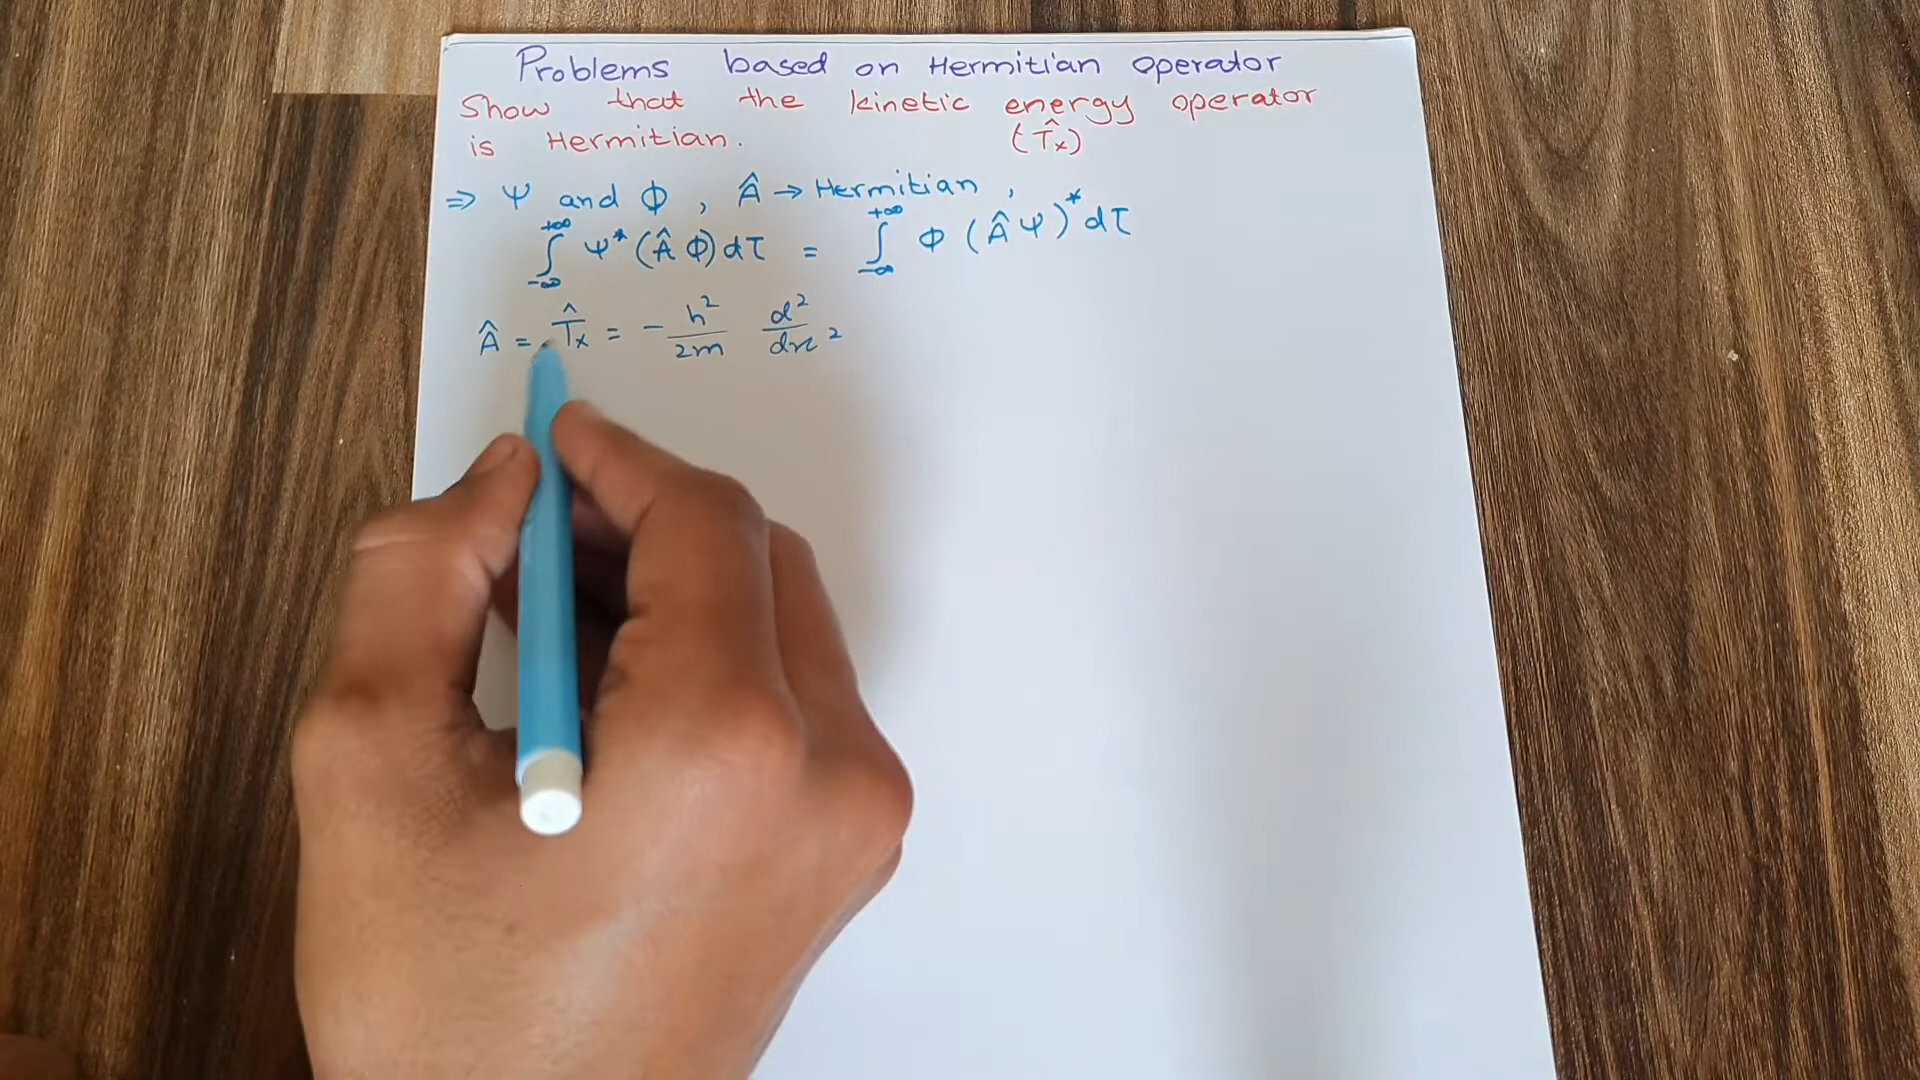 Problems based on Hermitian operator
Show that the kinetic energy operator
is Hermitian. (T̂ₓ)
⇒ Ψ and Φ , Â → Hermitian ,
∫₋∞⁺∞ Ψ* (Â Φ) dτ = ∫₋∞⁺∞ Φ (Â Ψ)* dτ
Â = T̂ₓ = - h²/2m d²/dx²